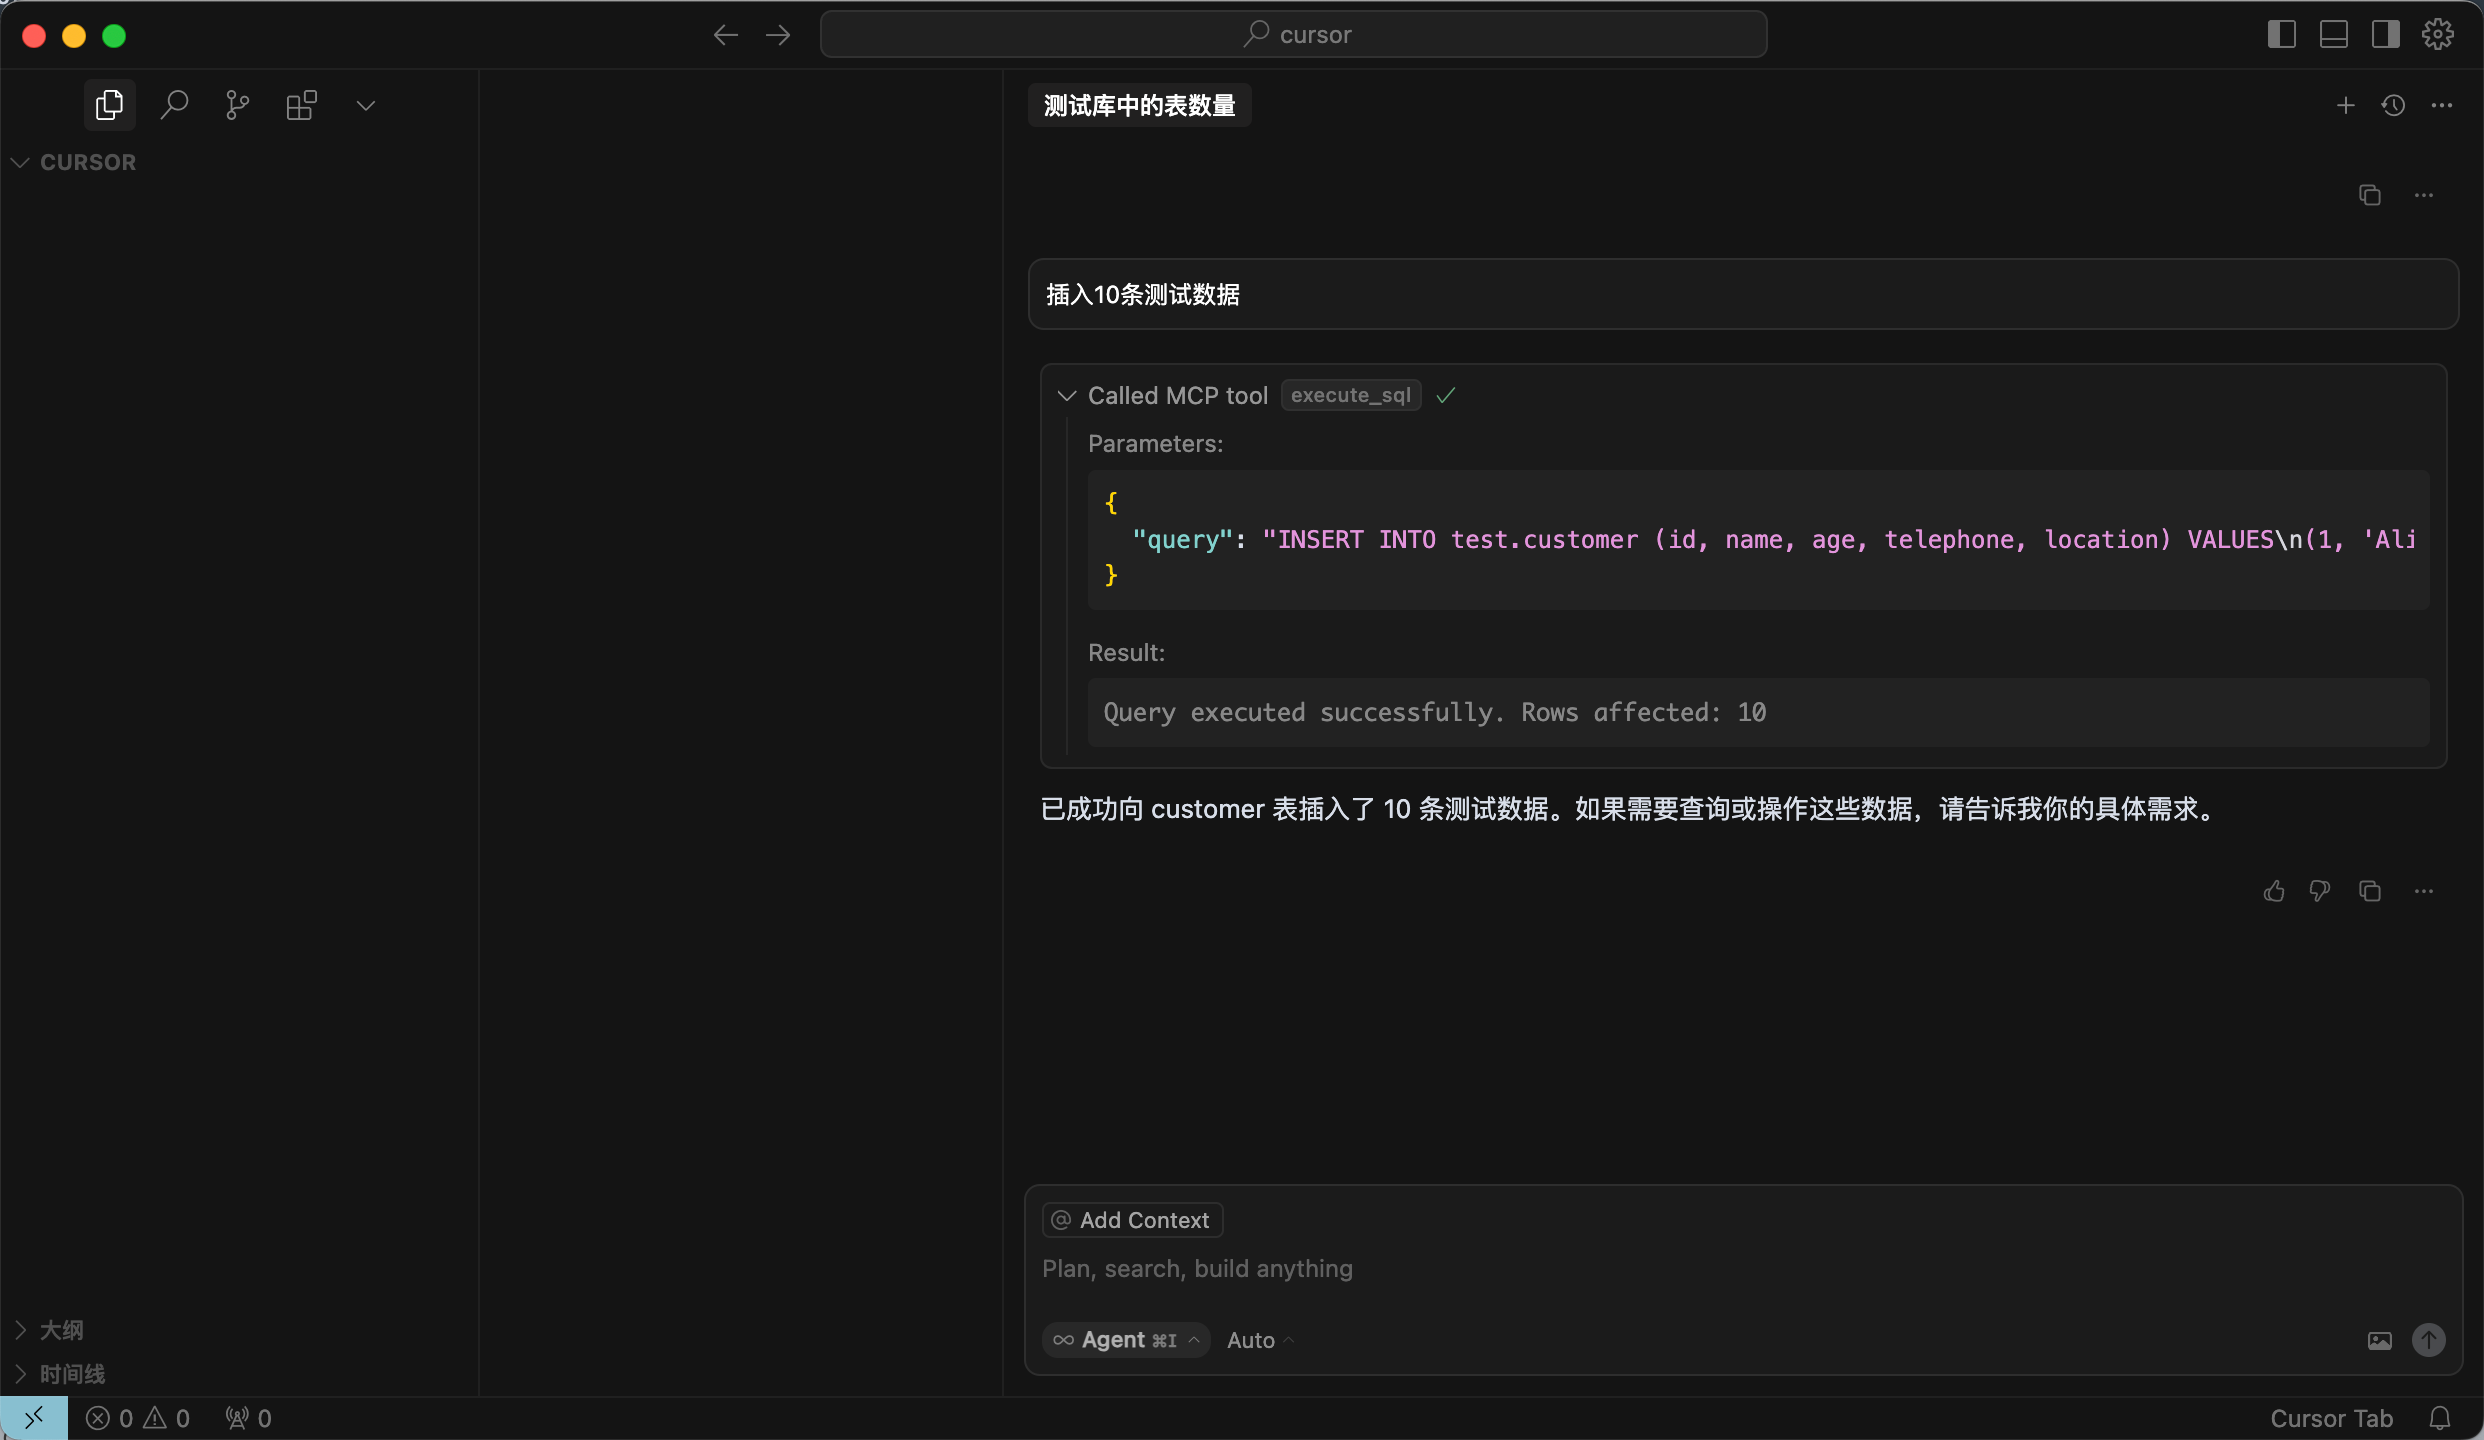 cursor
测试库中的表数量
CURSOR
插入10条测试数据
Called MCP tool execute_sql
Parameters:
{
"query": "INSERT INTO test.customer (id, name, age, telephone, location) VALUES\n(1, 'Ali
}
Result:
Query executed successfully. Rows affected: 10
已成功向 customer 表插入了 10 条测试数据。如果需要查询或操作这些数据，请告诉我你的具体需求。
@ Add Context
Plan, search, build anything
Agent ⌘I Auto
大纲
时间线
0 0 0
Cursor Tab